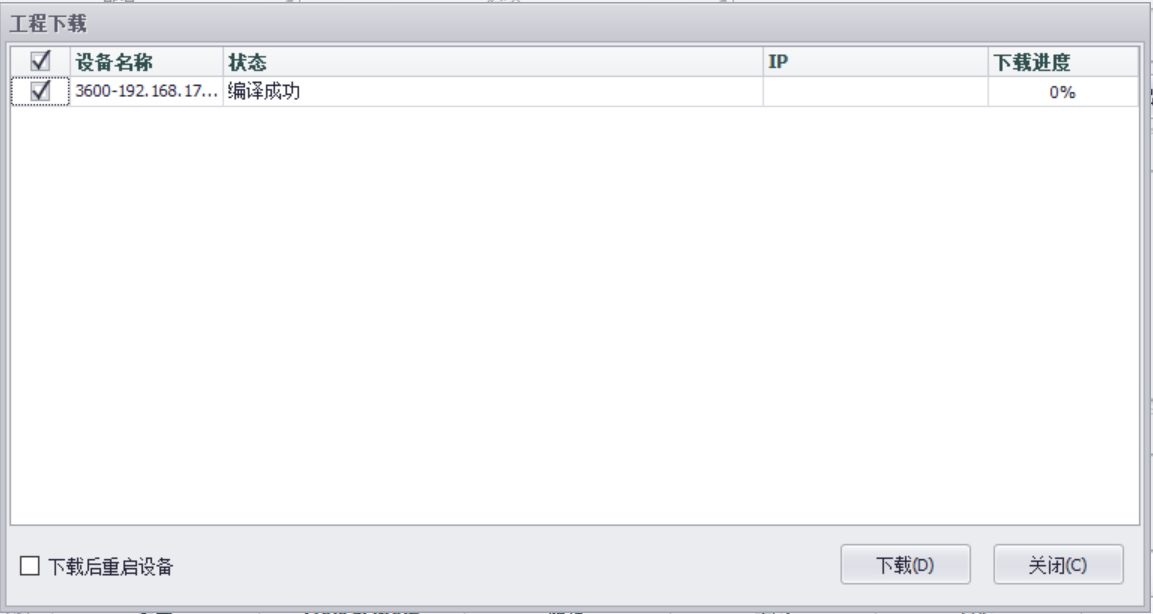 工程下载
设备名称 状态 IP 下载进度
3600-192.168.17... 编译成功 0%
下载后重启设备 下载(D) 关闭(C)